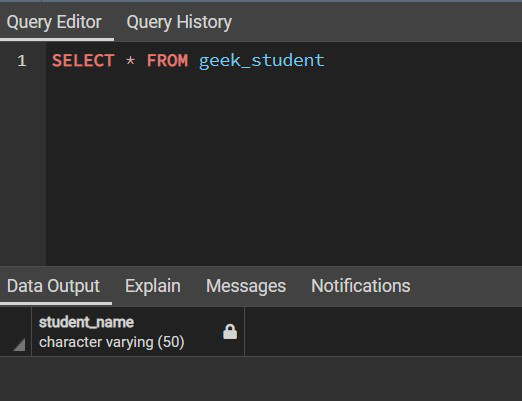 Query Editor Query History
1 SELECT * FROM geek_student
Data Output Explain Messages Notifications
student_name
character varying (50)